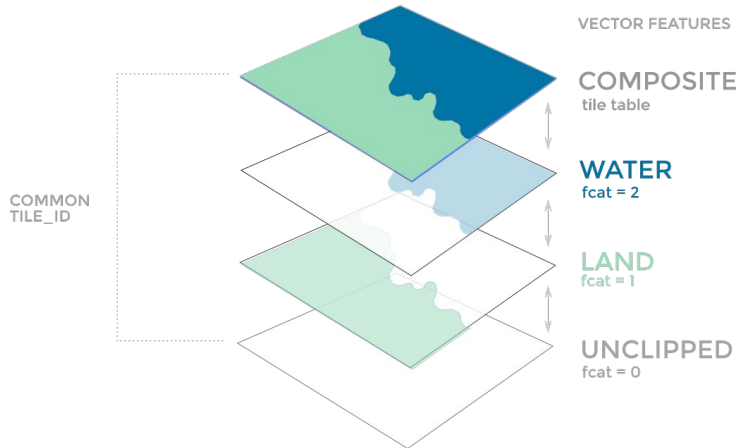 VECTOR FEATURES
COMPOSITE
tile table
WATER
fcat = 2
COMMON
TILE_ID
LAND
fcat = 1
UNCLIPPED
fcat = 0